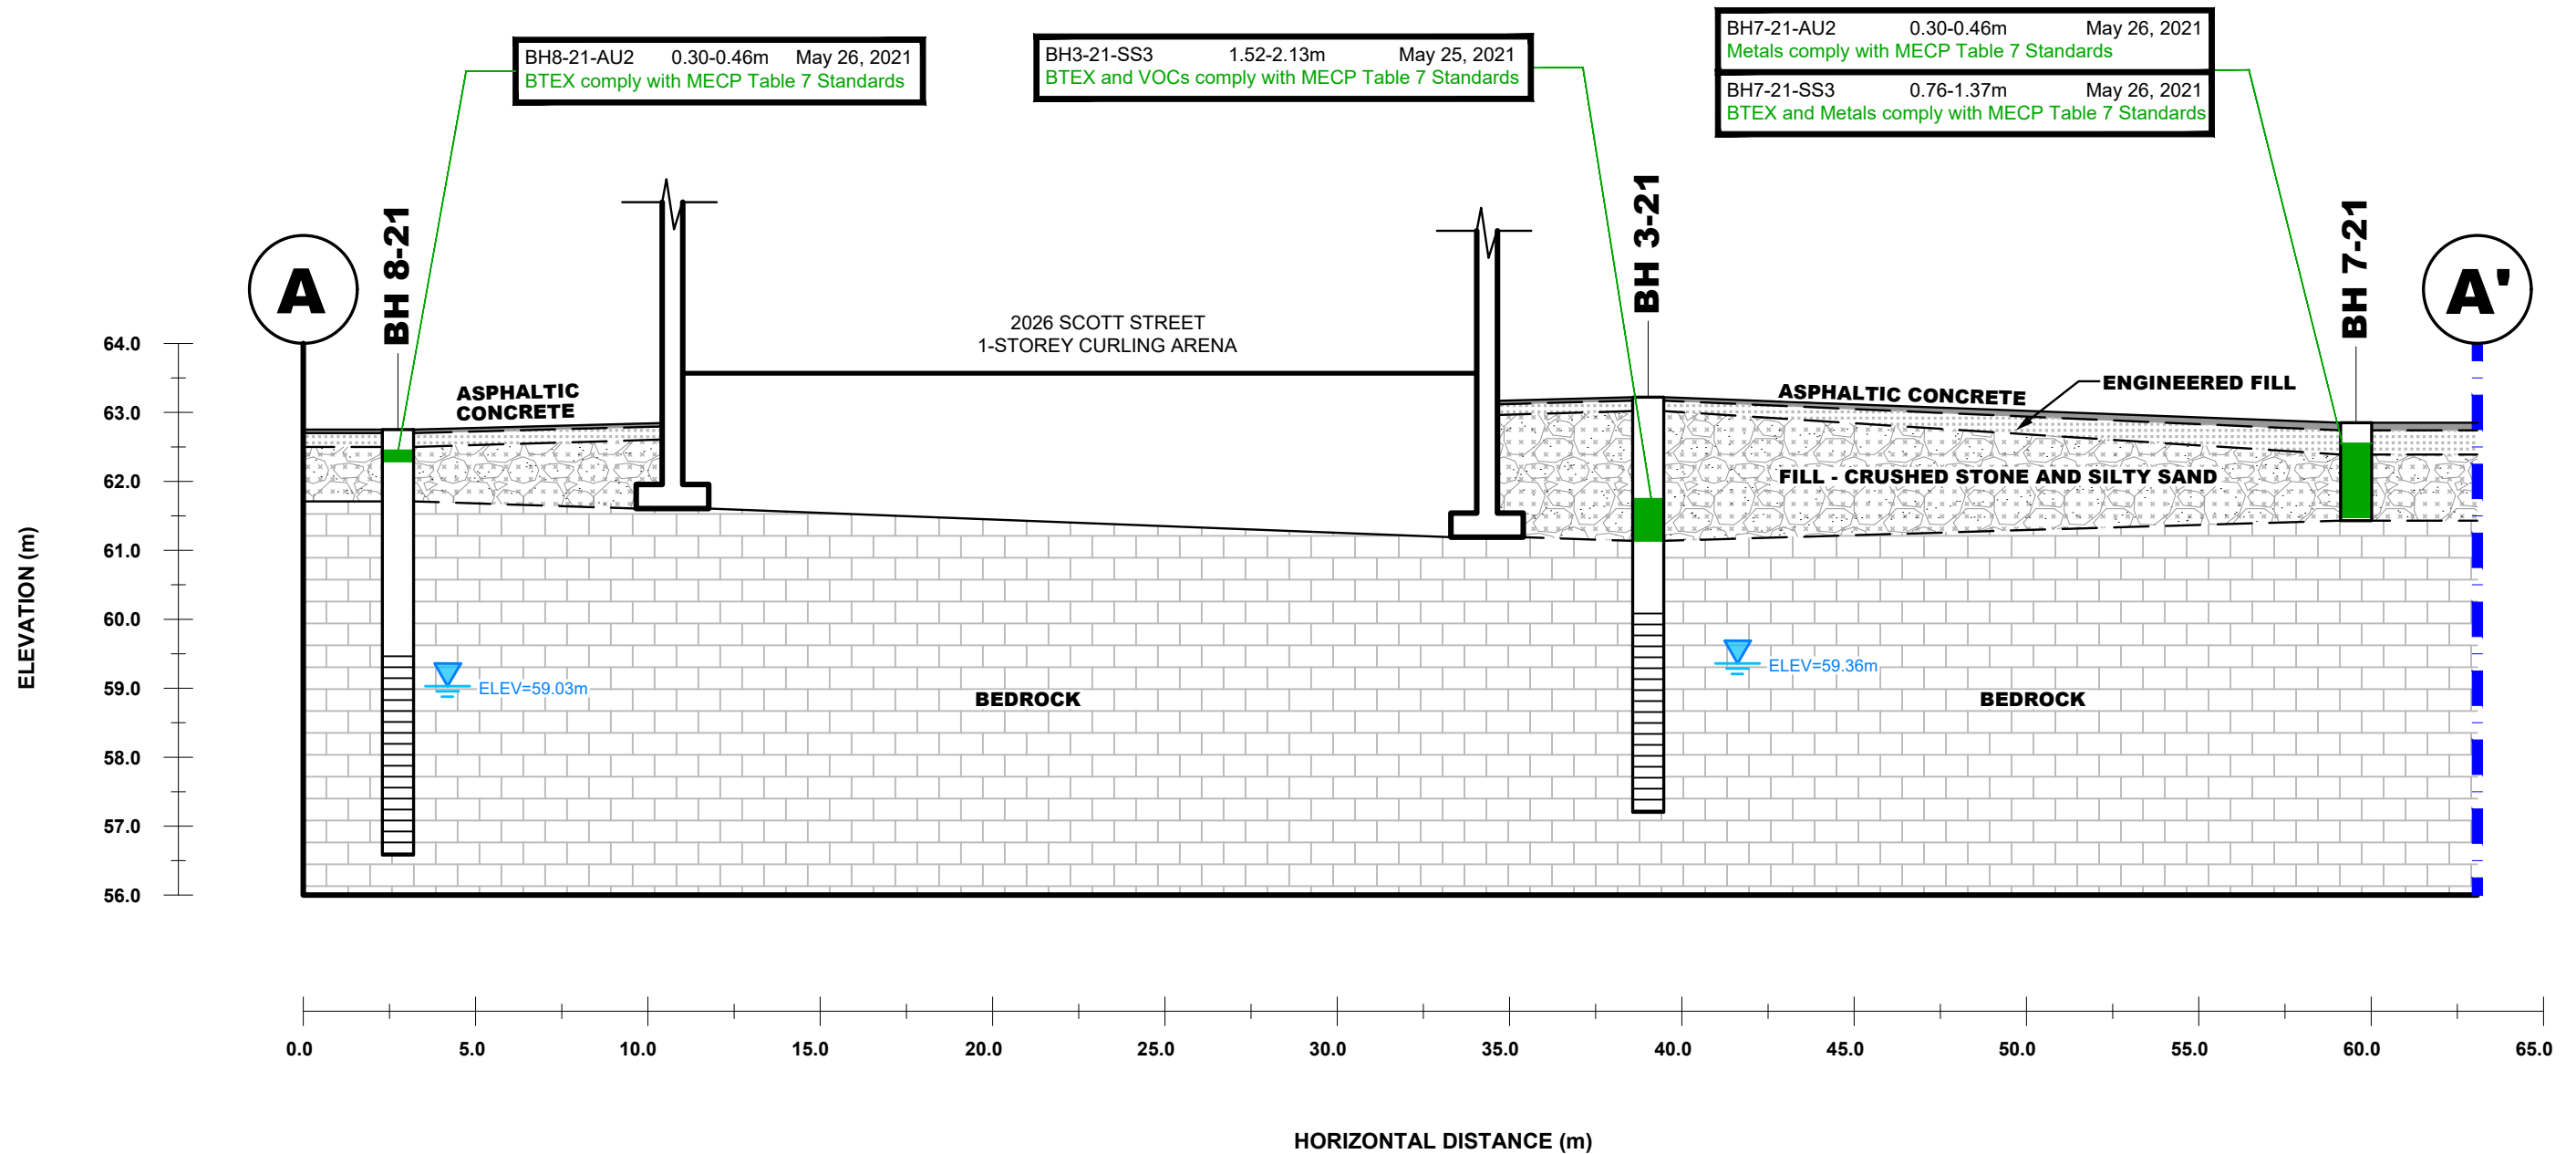 BH8-21-AU2 0.30-0.46m May 26, 2021
BTEX comply with MECP Table 7 Standards
BH3-21-SS3 1.52-2.13m May 25, 2021
BTEX and VOCs comply with MECP Table 7 Standards
BH7-21-AU2 0.30-0.46m May 26, 2021
Metals comply with MECP Table 7 Standards
BH7-21-SS3 0.76-1.37m May 26, 2021
BTEX and Metals comply with MECP Table 7 Standards
A
BH 8-21
BH 3-21
BH 7-21
A'
2026 SCOTT STREET
1-STOREY CURLING ARENA
ASPHALTIC
CONCRETE
ASPHALTIC CONCRETE
ENGINEERED FILL
FILL - CRUSHED STONE AND SILTY SAND
ELEV=59.03m
ELEV=59.36m
BEDROCK
BEDROCK
ELEVATION (m)
64.0
63.0
62.0
61.0
60.0
59.0
58.0
57.0
56.0
0.0 5.0 10.0 15.0 20.0 25.0 30.0 35.0 40.0 45.0 50.0 55.0 60.0 65.0
HORIZONTAL DISTANCE (m)